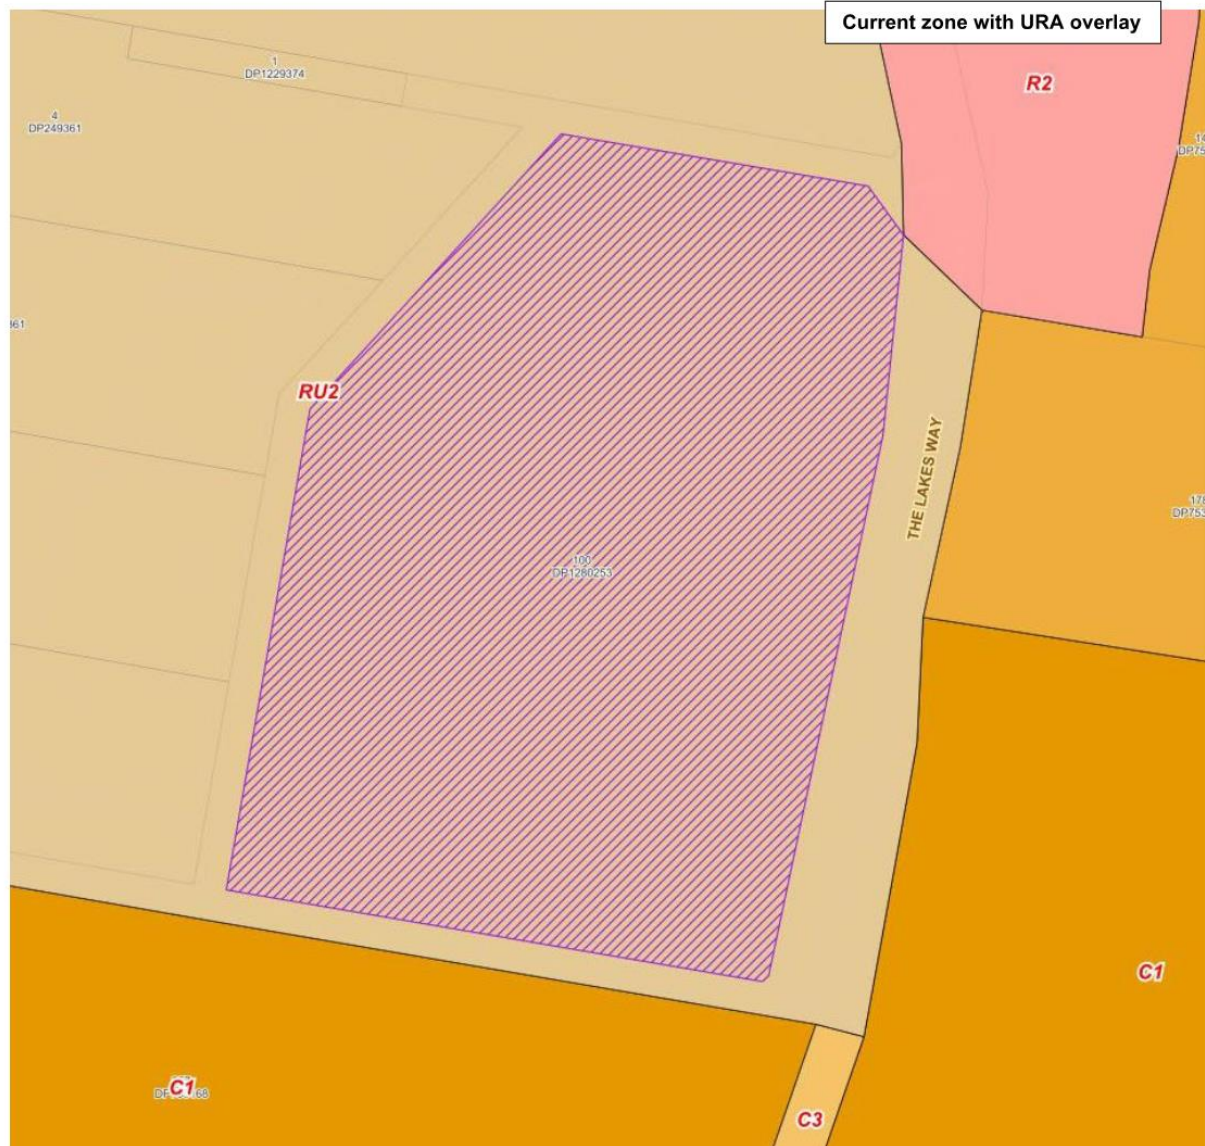 Current zone with URA overlay
1
DP1229374
R2
4
DP249361
RU2
THE LAKES WAY
100
DP1280253
C1
C1
C3